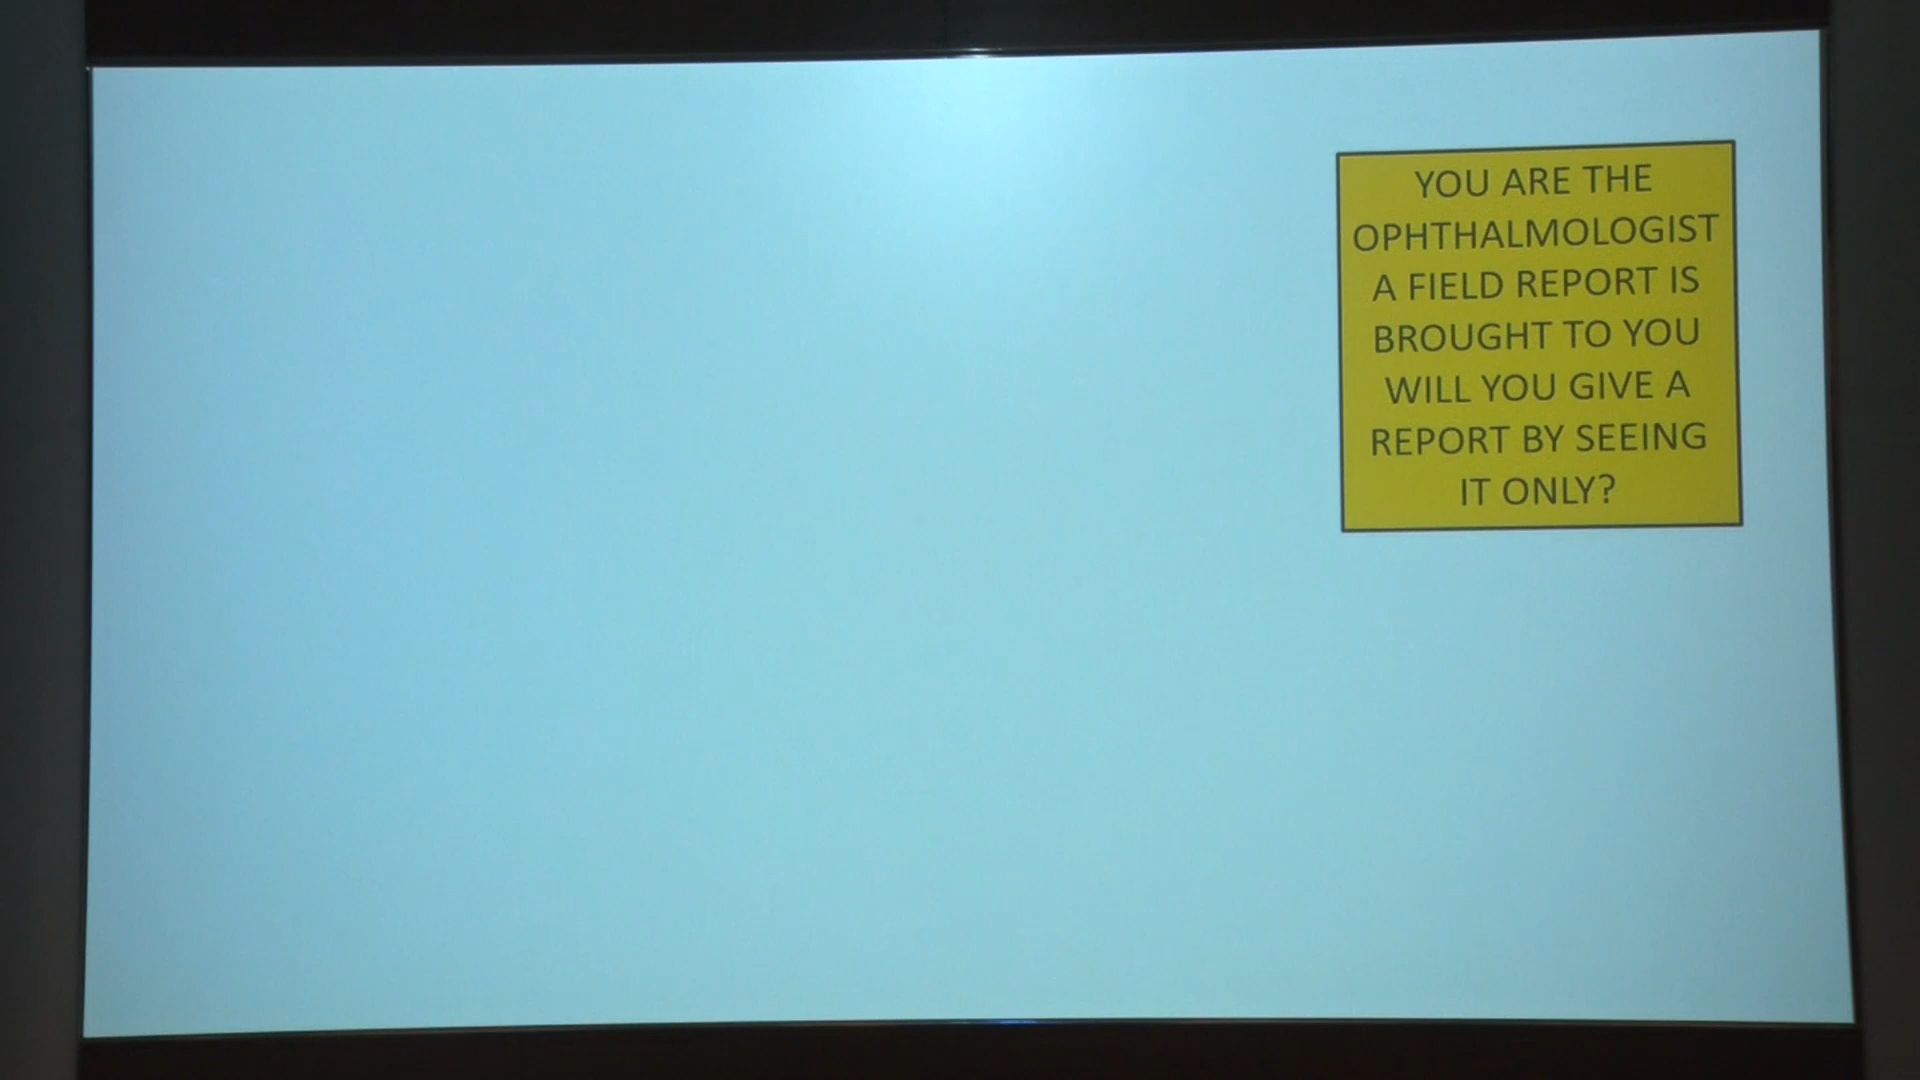 YOU ARE THE
OPHTHALMOLOGIST
A FIELD REPORT IS
BROUGHT TO YOU
WILL YOU GIVE A
REPORT BY SEEING
IT ONLY?